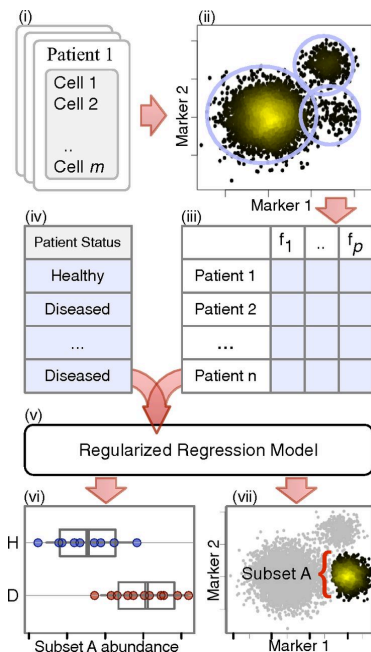 (i)
Patient 1
Cell 1
Cell 2
..
Cell m
(ii)
Marker 2
Marker 1
(iv)
Patient Status
Healthy
Diseased
...
Diseased
(iii)
f1 .. fp
Patient 1
Patient 2
...
Patient n
(v)
Regularized Regression Model
(vi)
H
D
Subset A abundance
(vii)
Marker 2
Subset A {
Marker 1